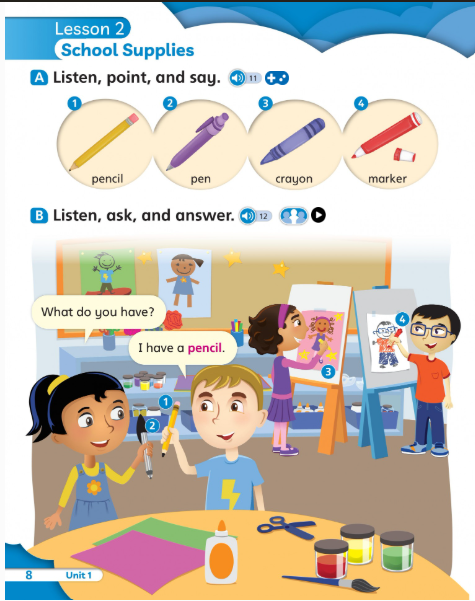 Lesson 2
School Supplies
A Listen, point, and say. 11
1
2
3
4
pencil
pen
crayon
marker
B Listen, ask, and answer. 12
What do you have?
I have a pencil.
4
3
1
2
8 Unit 1